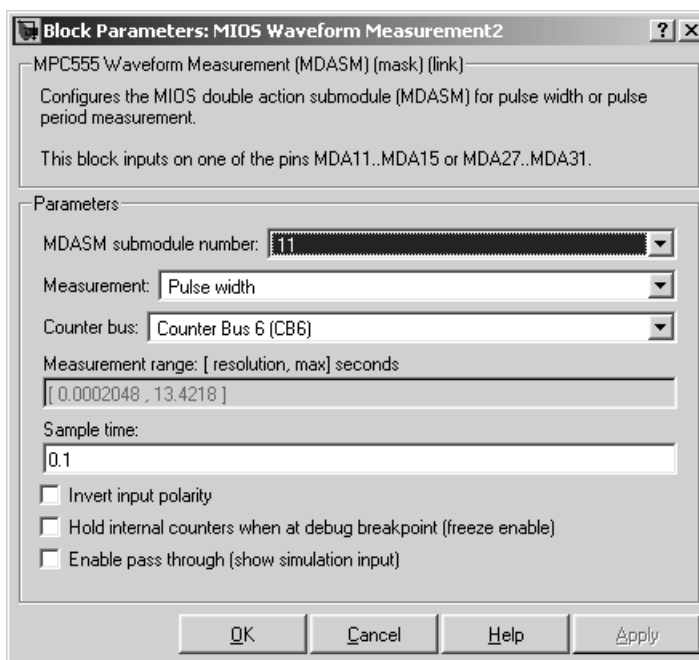 Block Parameters: MIOS Waveform Measurement2
MPC555 Waveform Measurement (MDASM) (mask) (link)
Configures the MIOS double action submodule (MDASM) for pulse width or pulse
period measurement.
This block inputs on one of the pins MDA11..MDA15 or MDA27..MDA31.
Parameters
MDASM submodule number: 11
Measurement: Pulse width
Counter bus: Counter Bus 6 (CB6)
Measurement range: [ resolution, max] seconds
[ 0.0002048 , 13.4218 ]
Sample time:
0.1
Invert input polarity
Hold internal counters when at debug breakpoint (freeze enable)
Enable pass through (show simulation input)
OK Cancel Help Apply